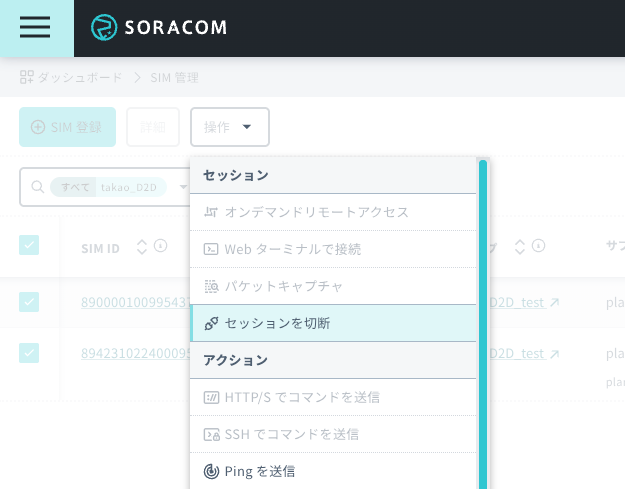 SORACOM
ダッシュボード > SIM 管理
SIM 登録 詳細 操作
すべて takao_D2D
セッション
オンデマンドリモートアクセス
SIM ID サブ
Web ターミナルで接続
パケットキャプチャ
89000010099543 D2D_test pla
セッションを切断
89423102240009 D2D_test pla
アクション
plan
HTTP/S でコマンドを送信
SSH でコマンドを送信
Ping を送信